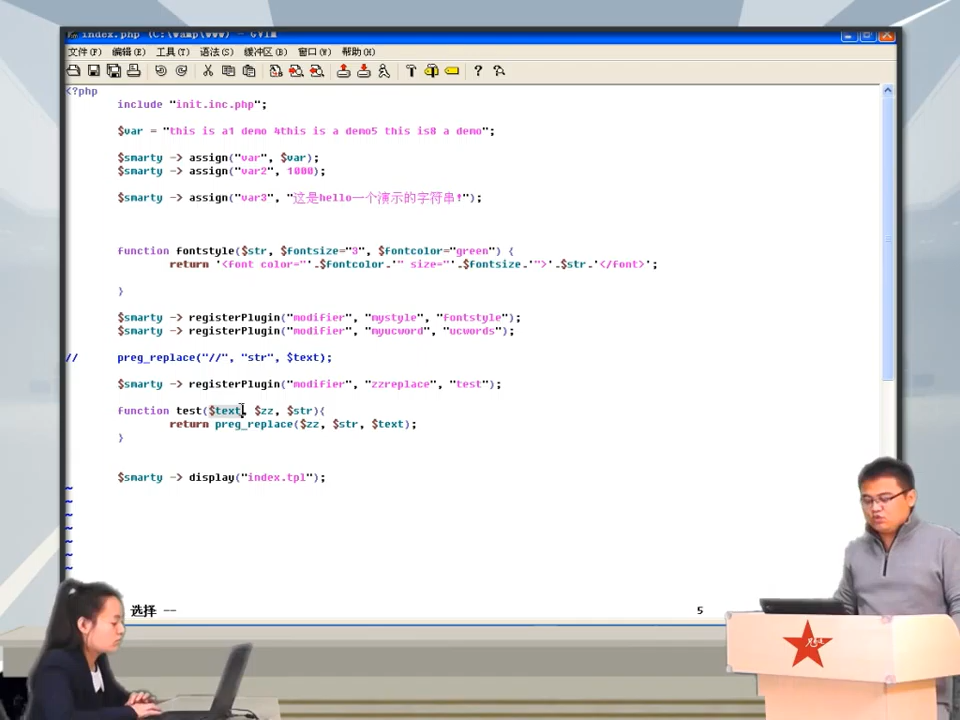 index.php (C:\wamp\www) - GVIM
文件(F) 编辑(E) 工具(T) 语法(S) 缓冲区(B) 窗口(W) 帮助(H)
<?php
include "init.inc.php";
$var = "this is a1 demo 4this is a demo5 this is8 a demo";
$smarty -> assign("var", $var);
$smarty -> assign("var2", 1000);
$smarty -> assign("var3", "这是hello一个演示的字符串!");
function fontstyle($str, $fontsize="3", $fontcolor="green") {
return '<font color="'.$fontcolor.'" size="'.$fontsize.'">'.$str.'</font>';
}
$smarty -> registerPlugin("modifier", "mystyle", "fontstyle");
$smarty -> registerPlugin("modifier", "myucword", "ucwords");
// preg_replace("//", "str", $text);
$smarty -> registerPlugin("modifier", "zzreplace", "test");
function test($text, $zz, $str){
return preg_replace($zz, $str, $text);
}
$smarty -> display("index.tpl");
~
~
~
~
~
~
~
选择 -- 5